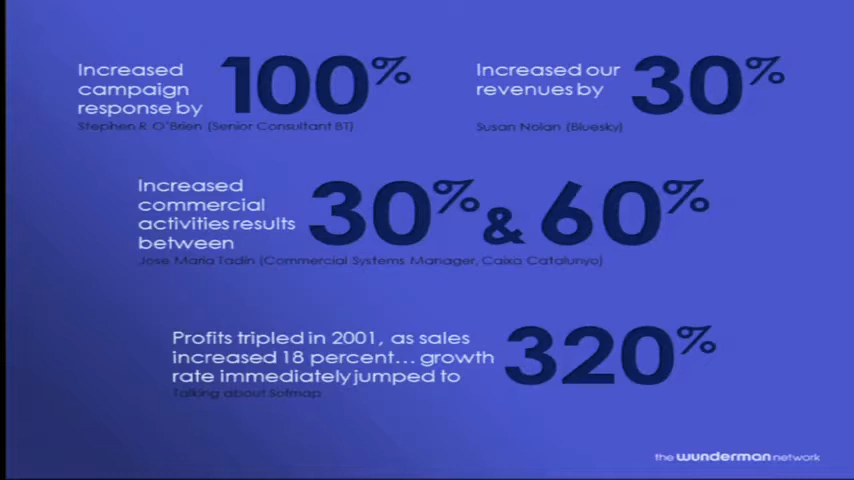 Increased
campaign
response by
100%
Stephen R O'Brien (Senior Consultant BT)
Increased our
revenues by
30%
Susan Nolan (Bluesky)
Increased
commercial
activities results
between
30% & 60%
Jose Maria Tadin (Commercial Systems Manager, Caixa Catalunyo)
Profits tripled in 2001, as sales
increased 18 percent... growth
rate immediately jumped to
320%
Talking about Sofmap
the wunderman network